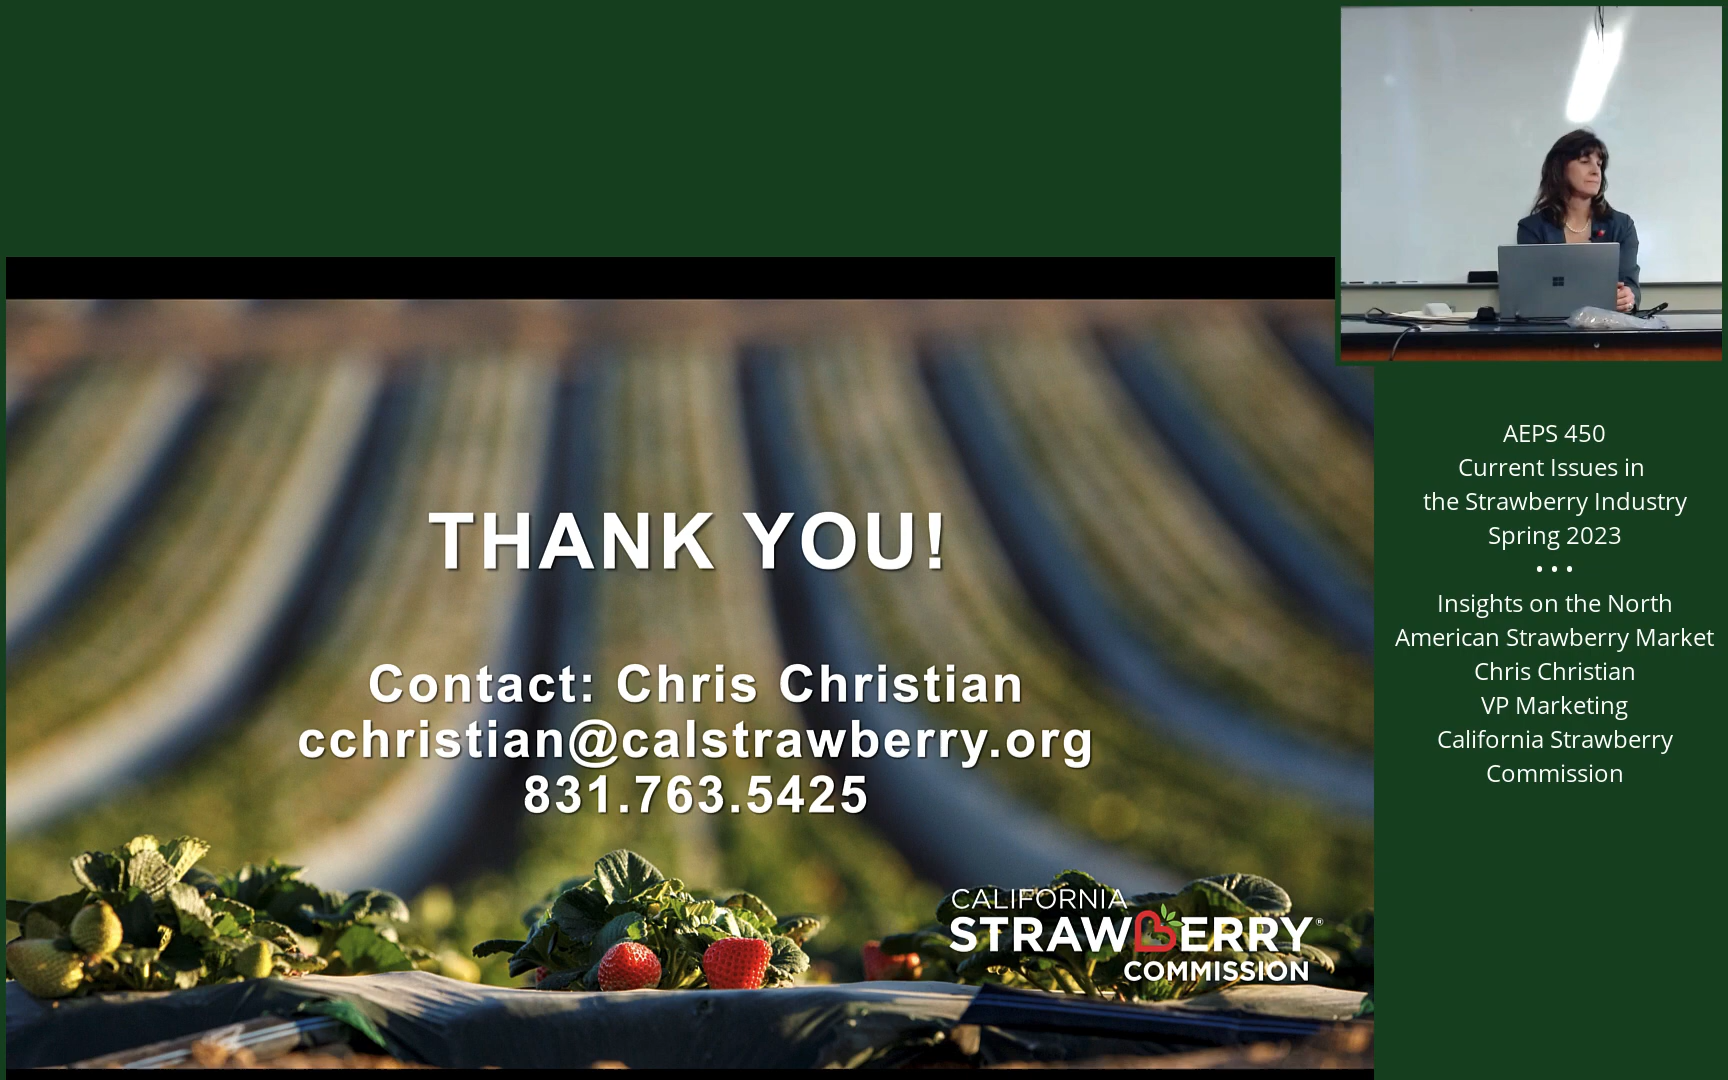 THANK YOU!
Contact: Chris Christian
cchristian@calstrawberry.org
831.763.5425
CALIFORNIA
STRAWBERRY®
COMMISSION
AEPS 450
Current Issues in
the Strawberry Industry
Spring 2023
• • •
Insights on the North
American Strawberry Market
Chris Christian
VP Marketing
California Strawberry
Commission